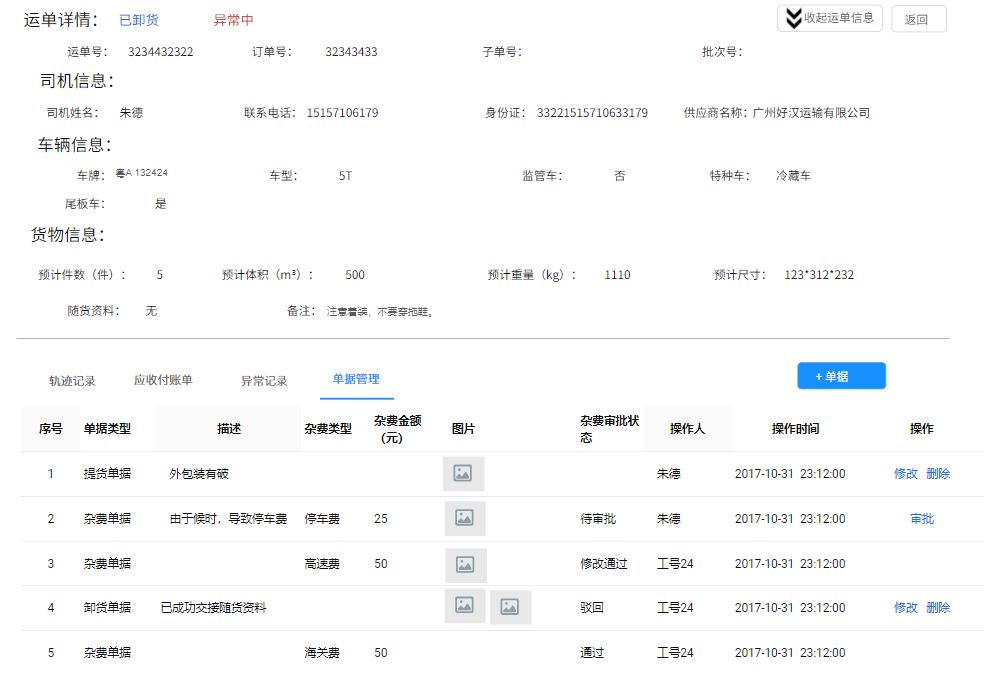 运单详情： 已卸货 异常中 收起运单信息 返回
运单号： 3234432322 订单号： 32343433 子单号： 批次号：
司机信息：
司机姓名： 朱德 联系电话： 15157106179 身份证： 33221515710633179 供应商名称：广州好汉运输有限公司
车辆信息：
车牌： 粤A 132424 车型： 5T 监管车： 否 特种车： 冷藏车
尾板车： 是
货物信息：
预计件数（件）： 5 预计体积（m³）： 500 预计重量（kg）： 1110 预计尺寸： 123*312*232
随货资料： 无 备注： 注意着装，不要穿拖鞋。
轨迹记录 应收付账单 异常记录 单据管理 + 单据
序号 单据类型 描述 杂费类型 杂费金额（元） 图片 杂费审批状态 操作人 操作时间 操作
1 提货单据 外包装有破 朱德 2017-10-31 23:12:00 修改 删除
2 杂费单据 由于候时，导致停车费 停车费 25 待审批 朱德 2017-10-31 23:12:00 审批
3 杂费单据 高速费 50 修改通过 工号24 2017-10-31 23:12:00
4 卸货单据 已成功交接随货资料 驳回 工号24 2017-10-31 23:12:00 修改 删除
5 杂费单据 海关费 50 通过 工号24 2017-10-31 23:12:00